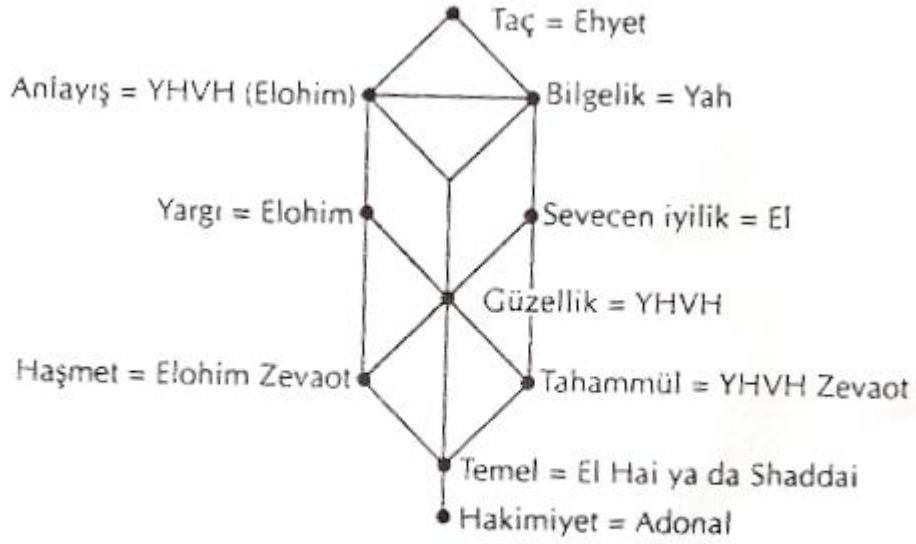 Taç = Ehyet
Anlayış = YHVH (Elohim)
Bilgelik = Yah
Yargı = Elohim
Sevecen iyilik = El
Güzellik = YHVH
Haşmet = Elohim Zevaot
Tahammül = YHVH Zevaot
Temel = El Hai ya da Shaddai
Hakimiyet = Adonal